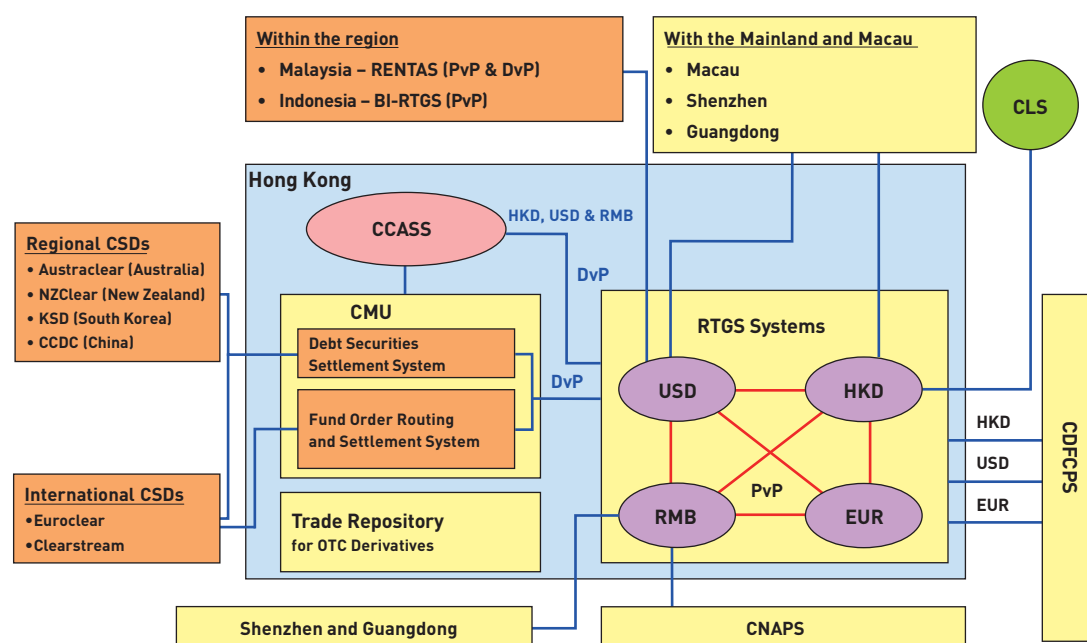 Within the region
• Malaysia – RENTAS (PvP & DvP)
• Indonesia – BI-RTGS (PvP)
With the Mainland and Macau
• Macau
• Shenzhen
• Guangdong
CLS
Hong Kong
CCASS
HKD, USD & RMB
DvP
Regional CSDs
• Austraclear (Australia)
• NZClear (New Zealand)
• KSD (South Korea)
• CCDC (China)
CMU
Debt Securities
Settlement System
Fund Order Routing
and Settlement System
DvP
RTGS Systems
USD
HKD
PvP
RMB
EUR
HKD
USD
EUR
CDFCPS
International CSDs
•Euroclear
•Clearstream
Trade Repository
for OTC Derivatives
Shenzhen and Guangdong
CNAPS